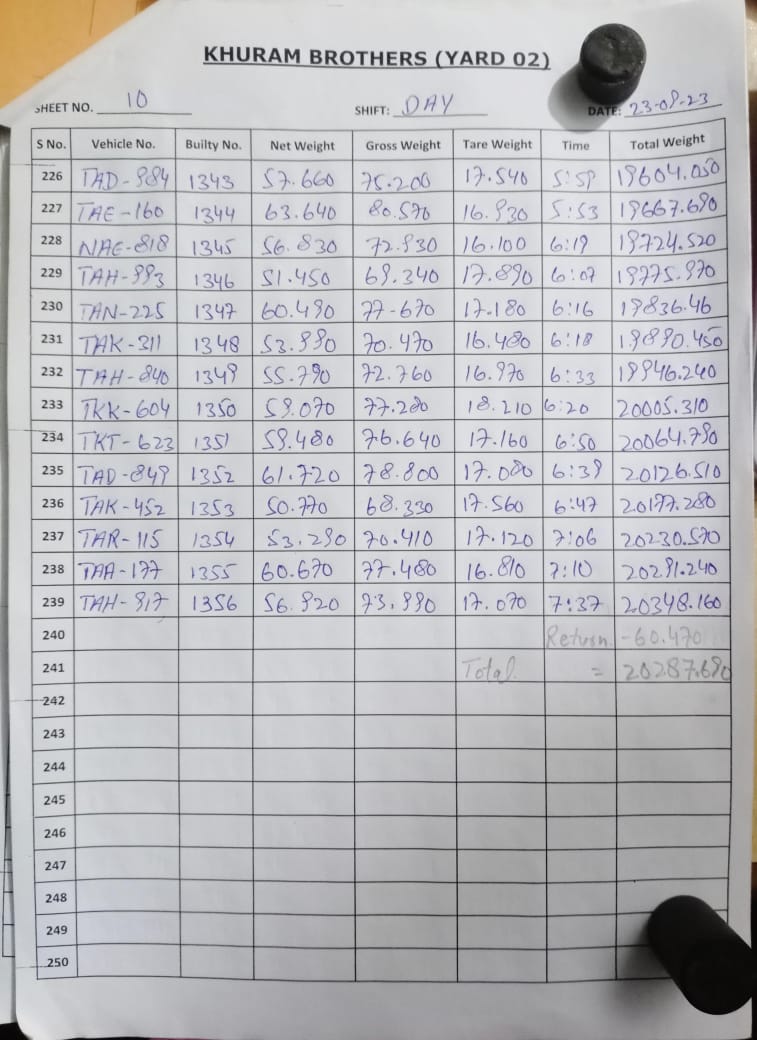 KHURAM BROTHERS (YARD 02)
SHEET NO. 10 SHIFT: DAY DATE: 23-09-23
S No. Vehicle No. Builty No. Net Weight Gross Weight Tare Weight Time Total Weight
226 TAD-984 1343 57.660 75.200 17.540 5:59 19604.050
227 TAE-160 1344 63.640 80.570 16.930 5:53 19667.690
228 NAE-818 1345 56.830 72.930 16.100 6:19 19724.520
229 TAH-993 1346 51.450 69.340 17.890 6:07 19775.970
230 TAN-225 1347 60.490 77-670 17.180 6:16 19836.46
231 TAK-311 1348 53.990 70.470 16.480 6:18 19890.450
232 TAH-840 1349 55.790 72.760 16.970 6:33 19946.240
233 TKK-604 1350 59.070 77.280 18.210 6:20 20005.310
234 TKT-623 1351 59.480 76.640 17.160 6:50 20064.790
235 TAD-849 1352 61.720 78.800 17.080 6:39 20126.510
236 TAK-452 1353 50.770 68.330 17.560 6:47 20177.280
237 TAR-115 1354 53.290 70.410 17.120 7:06 20230.570
238 TAA-177 1355 60.670 77.480 16.810 7:10 20291.240
239 TAH-917 1356 56.920 73.990 17.070 7:37 20348.160
240 Return -60.470
241 Total = 20287.690
242
243
244
245
246
247
248
249
250